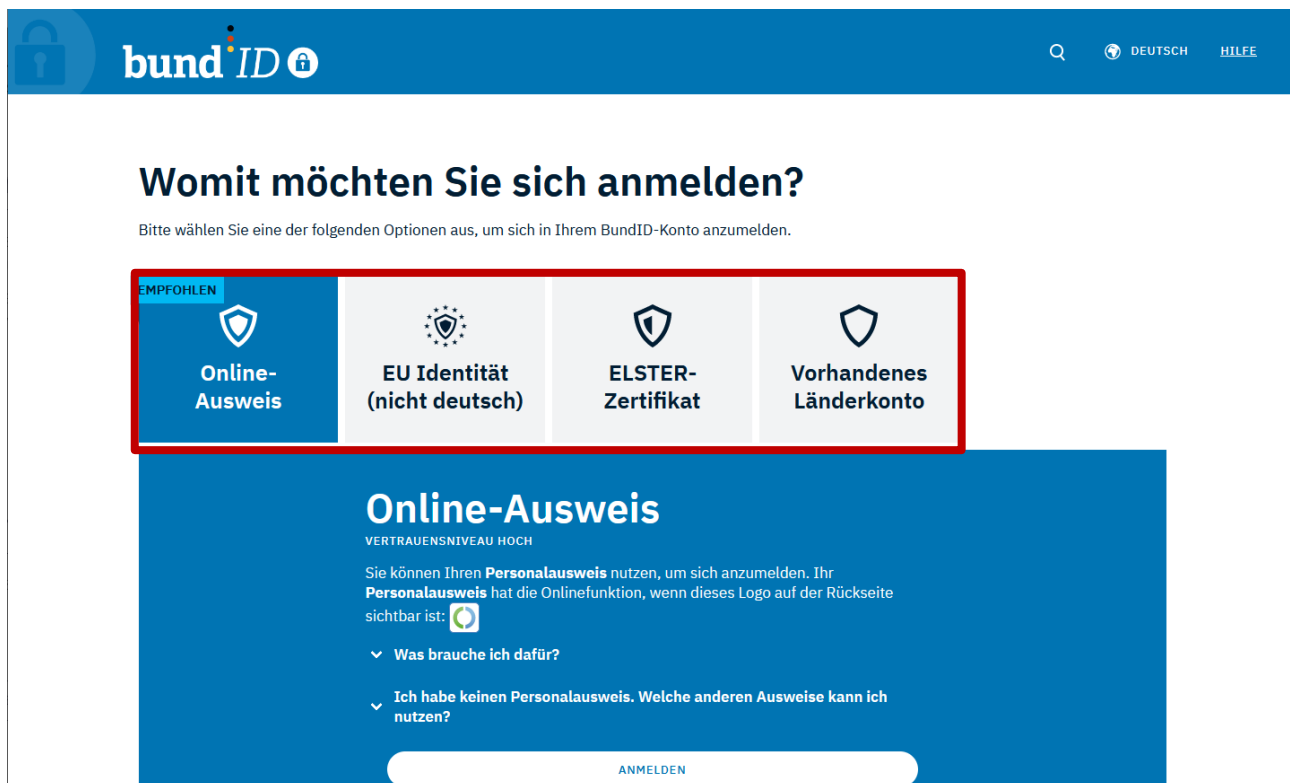 bund ID
DEUTSCH
HILFE
Womit möchten Sie sich anmelden?
Bitte wählen Sie eine der folgenden Optionen aus, um sich in Ihrem BundID-Konto anzumelden.
EMPFOHLEN
Online-
Ausweis
EU Identität
(nicht deutsch)
ELSTER-
Zertifikat
Vorhandenes
Länderkonto
Online-Ausweis
VERTRAUENSNIVEAU HOCH
Sie können Ihren Personalausweis nutzen, um sich anzumelden. Ihr
Personalausweis hat die Onlinefunktion, wenn dieses Logo auf der Rückseite
sichtbar ist:
Was brauche ich dafür?
Ich habe keinen Personalausweis. Welche anderen Ausweise kann ich
nutzen?
ANMELDEN